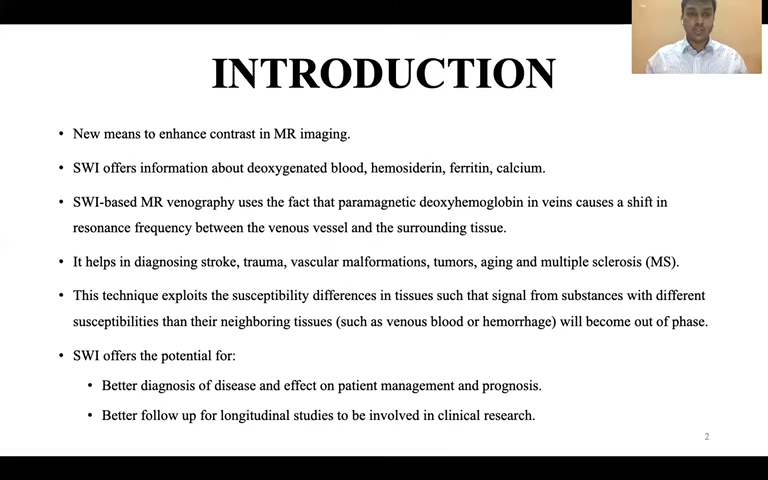 INTRODUCTION
• New means to enhance contrast in MR imaging.
• SWI offers information about deoxygenated blood, hemosiderin, ferritin, calcium.
• SWI-based MR venography uses the fact that paramagnetic deoxyhemoglobin in veins causes a shift in
resonance frequency between the venous vessel and the surrounding tissue.
• It helps in diagnosing stroke, trauma, vascular malformations, tumors, aging and multiple sclerosis (MS).
• This technique exploits the susceptibility differences in tissues such that signal from substances with different
susceptibilities than their neighboring tissues (such as venous blood or hemorrhage) will become out of phase.
• SWI offers the potential for:
• Better diagnosis of disease and effect on patient management and prognosis.
• Better follow up for longitudinal studies to be involved in clinical research.
2